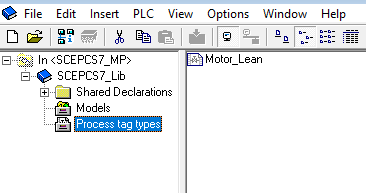 File Edit Insert PLC View Options Window Help
In <SCEPCS7_MP>
SCEPCS7_Lib
Shared Declarations
Models
Process tag types
Motor_Lean